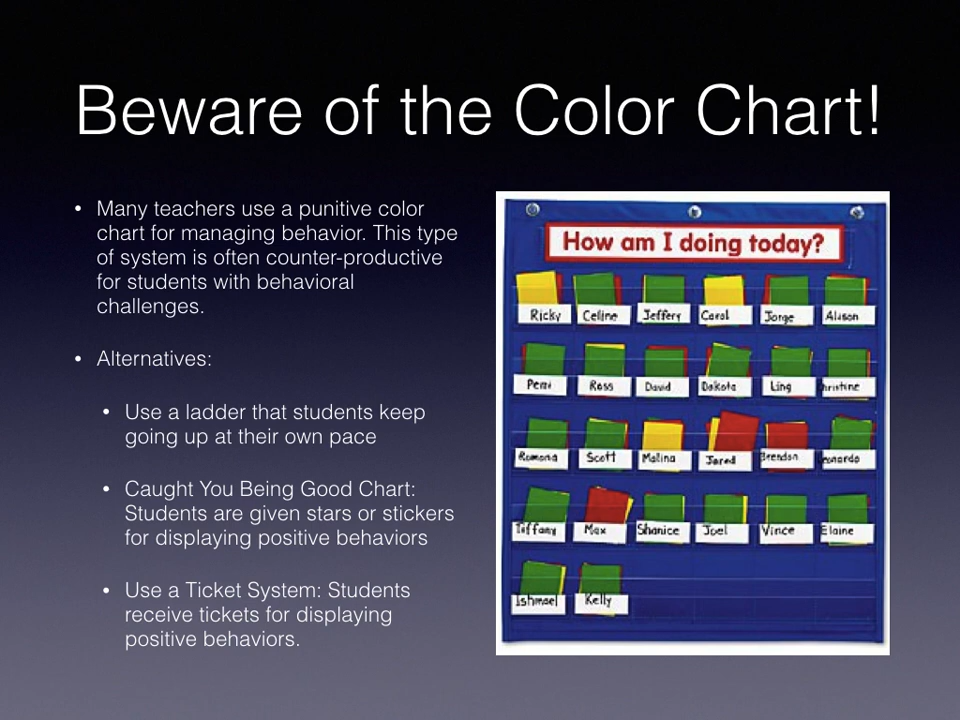 Beware of the Color Chart!
• Many teachers use a punitive color
chart for managing behavior. This type
of system is often counter-productive
for students with behavioral
challenges.
• Alternatives:
• Use a ladder that students keep
going up at their own pace
• Caught You Being Good Chart:
Students are given stars or stickers
for displaying positive behaviors
• Use a Ticket System: Students
receive tickets for displaying
positive behaviors.
How am I doing today?
Ricky Celine Jeffery Carol Jorge Alison
Perri Ross David Dakota Ling hristine
Romona Scott Malina Jared Brendon eonardo
Tiffany Max Shanice Joel Vince Elaine
Ishmael Kelly